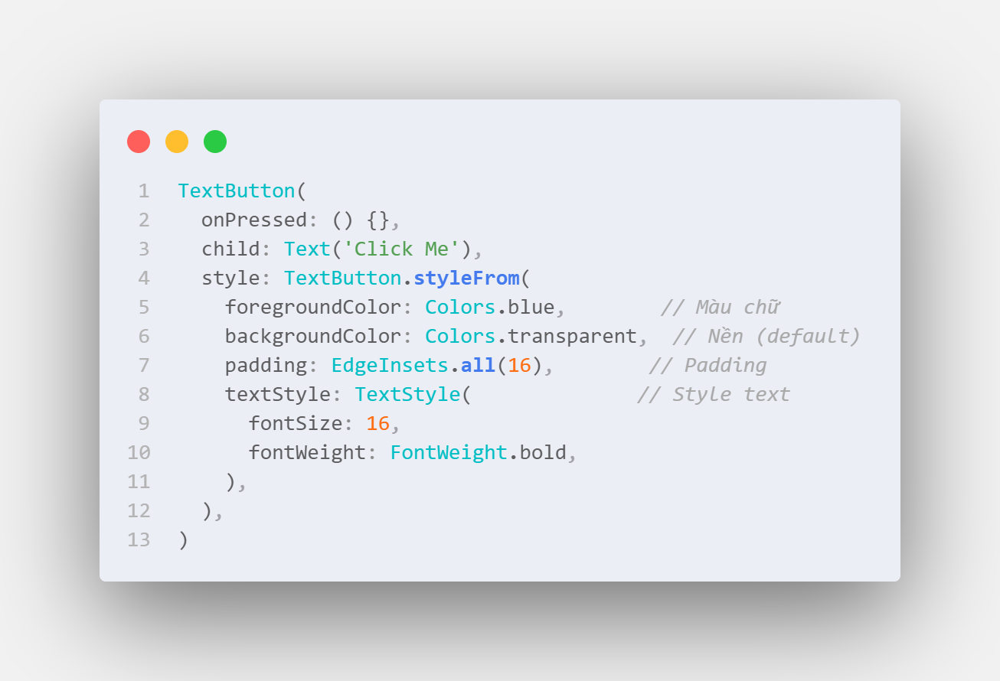 1 TextButton(
2   onPressed: () {},
3   child: Text('Click Me'),
4   style: TextButton.styleFrom(
5     foregroundColor: Colors.blue,        // Màu chữ
6     backgroundColor: Colors.transparent,  // Nền (default)
7     padding: EdgeInsets.all(16),        // Padding
8     textStyle: TextStyle(              // Style text
9       fontSize: 16,
10       fontWeight: FontWeight.bold,
11     ),
12   ),
13 )